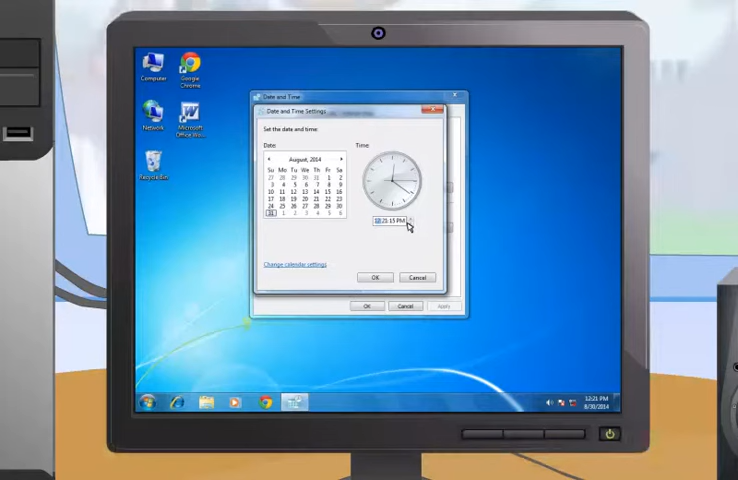 Computer
Google
Chrome
Network
Microsoft
Office Wo...
Recycle Bin
Date and Time
Date and Time Settings
Set the date and time:
Date:
Time:
August, 2014
Su Mo Tu We Th Fr Sa
27 28 29 30 31 1 2
3 4 5 6 7 8 9
10 11 12 13 14 15 16
17 18 19 20 21 22 23
24 25 26 27 28 29 30
31 1 2 3 4 5 6
12:21:15 PM
Change calendar settings
OK
Cancel
OK
Cancel
Apply
12:21 PM
8/30/2014